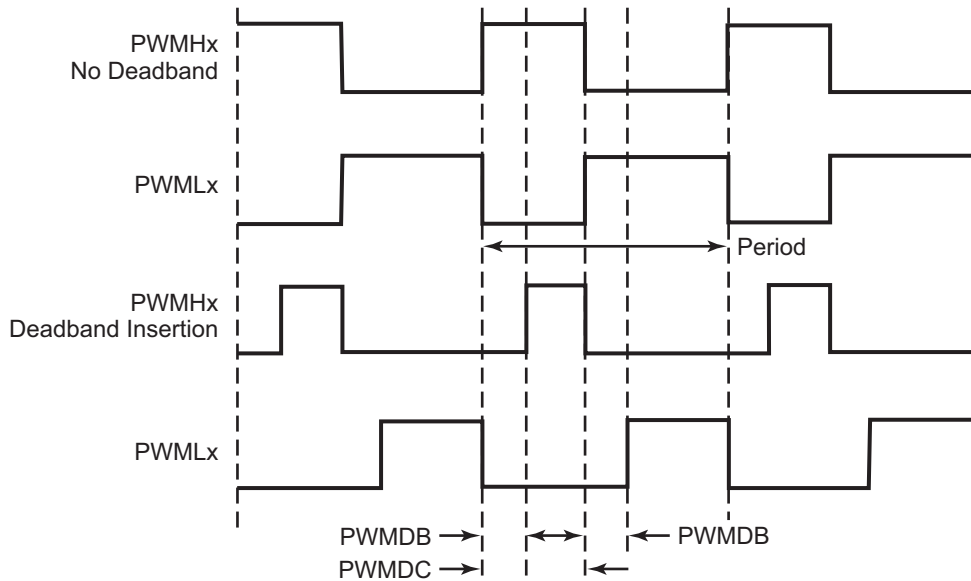 PWMHx
No Deadband
PWMLx
Period
PWMHx
Deadband Insertion
PWMLx
PWMDB
PWMDB
PWMDC